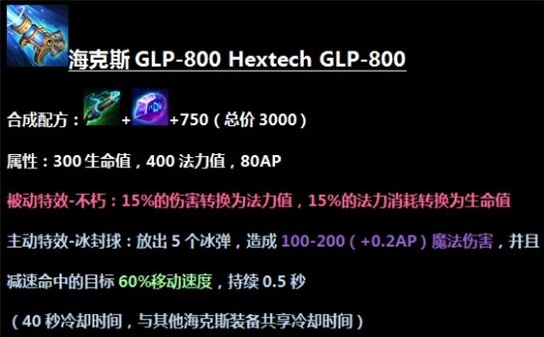 海克斯 GLP-800 Hextech GLP-800
合成配方：++750（总价 3000）
属性：300 生命值，400 法力值，80AP
被动特效-不朽：15%的伤害转换为法力值，15%的法力消耗转换为生命值
主动特效-冰封球：放出 5 个冰弹，造成 100-200（+0.2AP）魔法伤害，并且
减速命中的目标 60%移动速度，持续 0.5 秒
（40 秒冷却时间，与其他海克斯装备共享冷却时间）